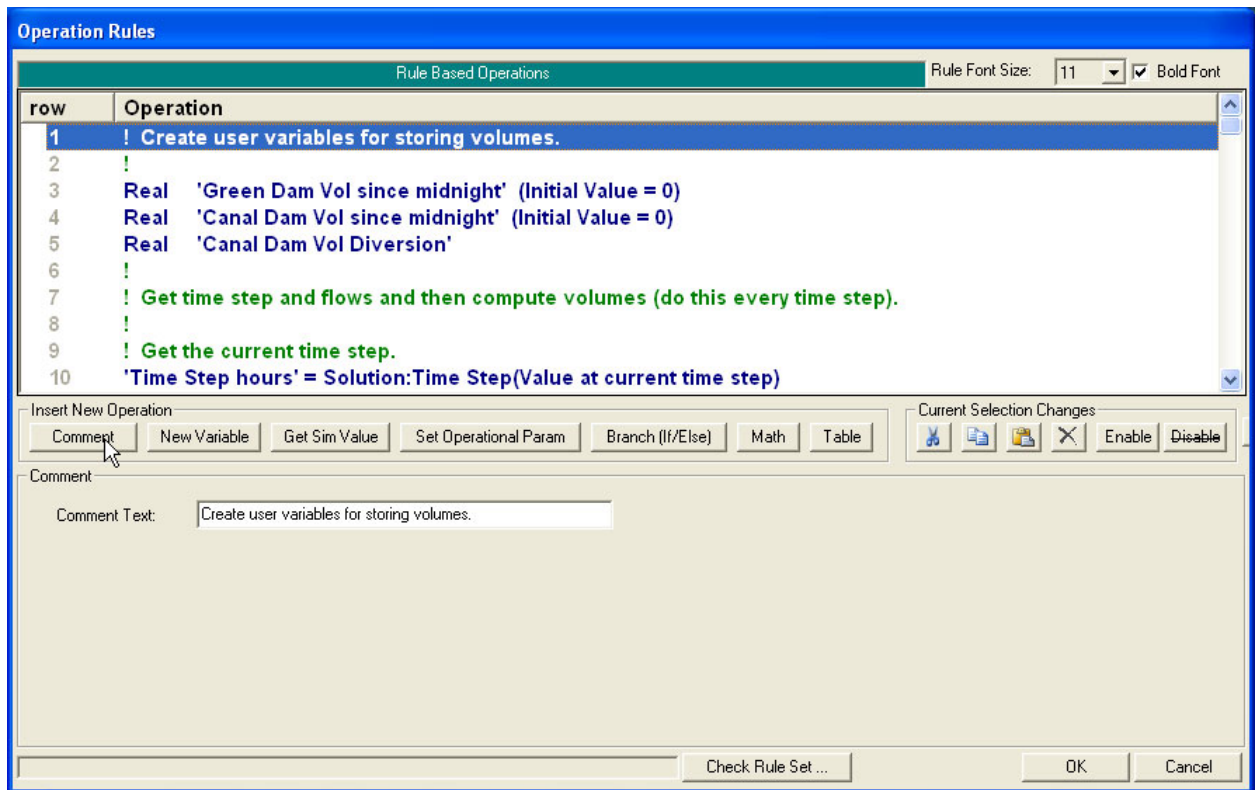 Operation Rules
Rule Based Operations
Rule Font Size: 11 Bold Font
row Operation
1 ! Create user variables for storing volumes.
2 !
3 Real 'Green Dam Vol since midnight' (Initial Value = 0)
4 Real 'Canal Dam Vol since midnight' (Initial Value = 0)
5 Real 'Canal Dam Vol Diversion'
6 !
7 ! Get time step and flows and then compute volumes (do this every time step).
8 !
9 ! Get the current time step.
10 'Time Step hours' = Solution:Time Step(Value at current time step)
Insert New Operation Current Selection Changes
Comment New Variable Get Sim Value Set Operational Param Branch (If/Else) Math Table Enable Disable
Comment
Comment Text: Create user variables for storing volumes.
Check Rule Set ... OK Cancel